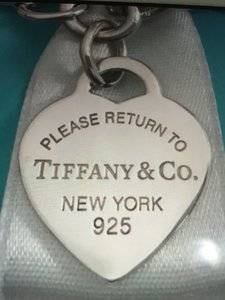 PLEASE RETURN TO
TIFFANY & CO.
NEW YORK
925